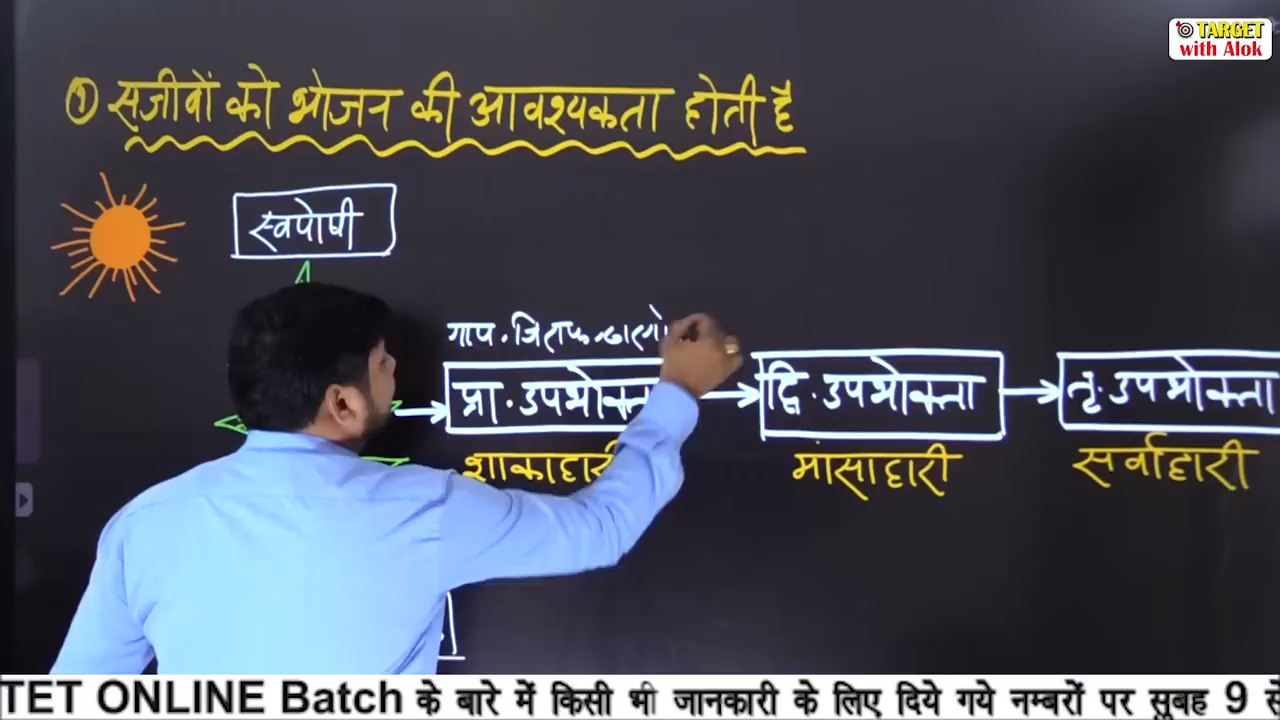 TARGET
with Alok
① सजीवों को भोजन की आवश्यकता होती है
स्वपोषी
गाय.
प्रा. उपभोक्ता द्वि. उपभोक्ता तृ. उपभोक्ता
शाकाहारी मांसाहारी सर्वाहारी
TET ONLINE Batch के बारे में किसी भी जानकारी के लिए दिये गये नम्बरों पर सुबह 9 से